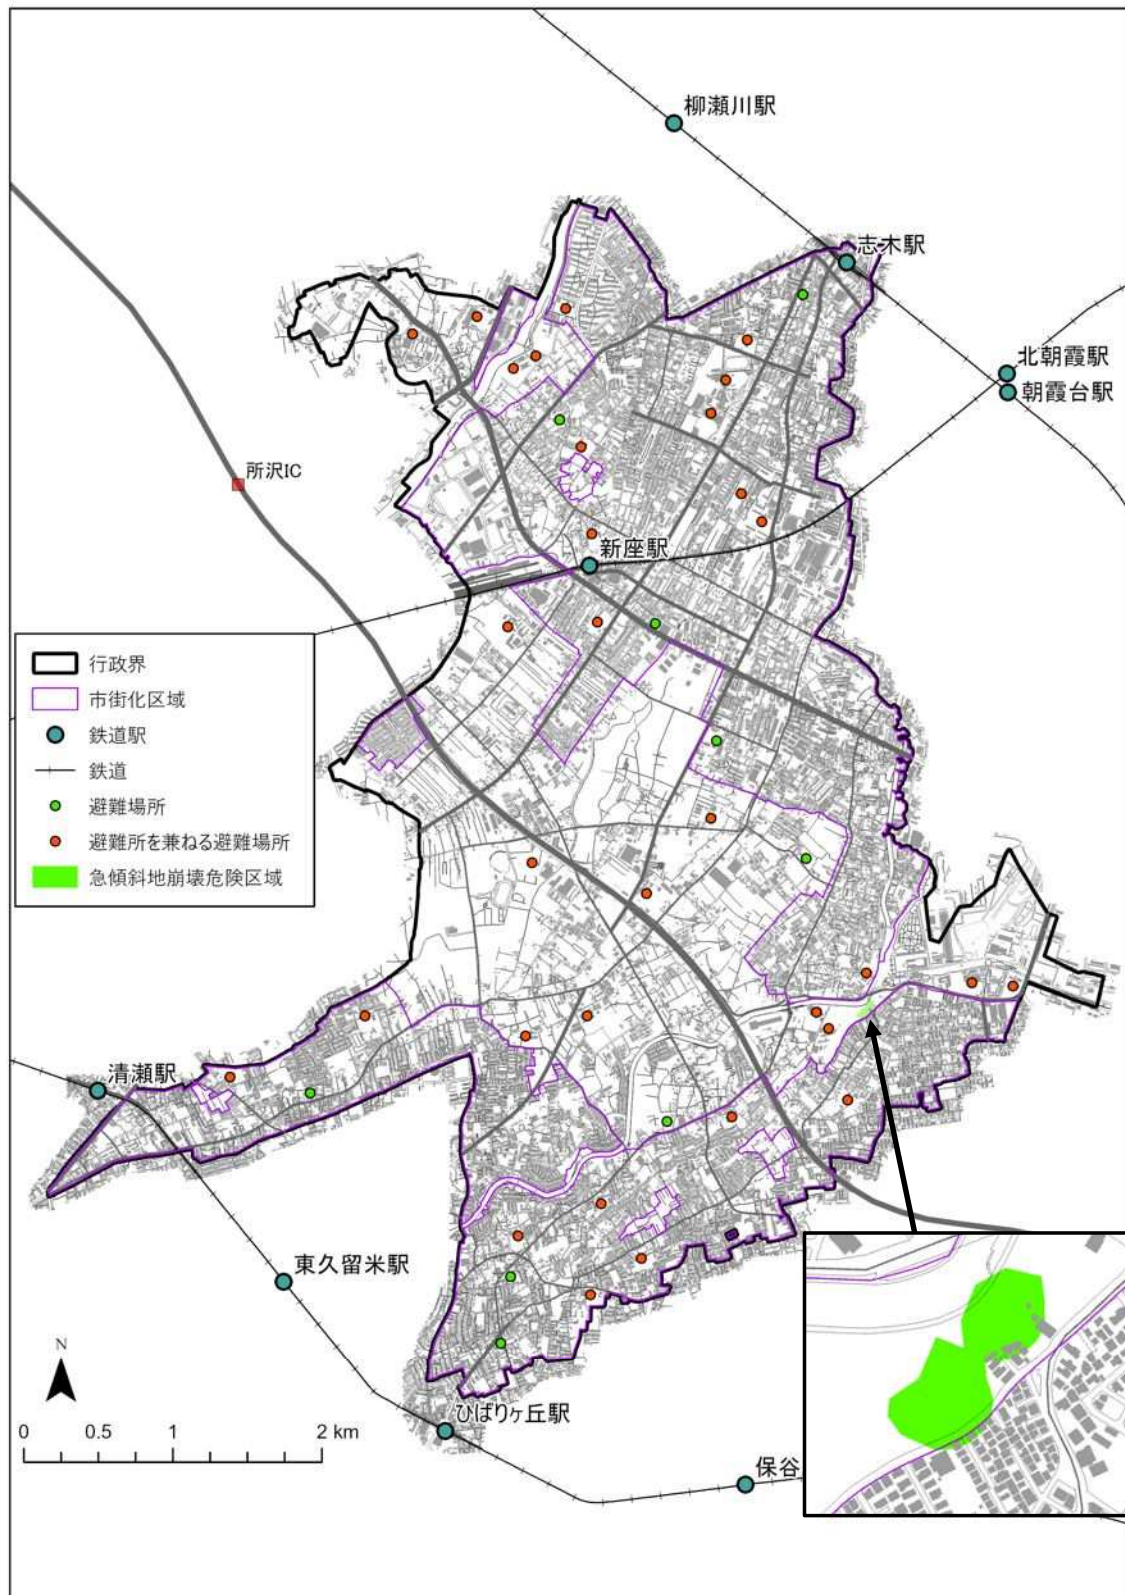 柳瀬川駅
志木駅
北朝霞駅
朝霞台駅
所沢IC
新座駅
行政界
市街化区域
鉄道駅
鉄道
避難場所
避難所を兼ねる避難場所
急傾斜地崩壊危険区域
清瀬駅
東久留米駅
N
0 0.5 1 2 km
ひばりヶ丘駅
保谷